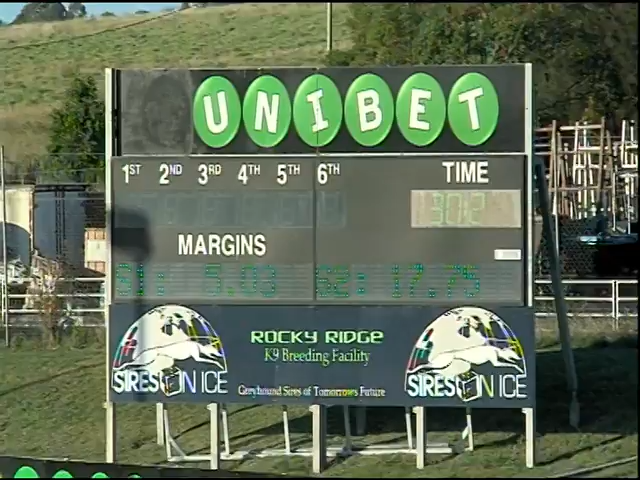 UNIBET
1ST 2ND 3RD 4TH 5TH 6TH TIME
30.2
MARGINS
S1: 5.03 S2: 17.75
SIRES ON ICE
ROCKY RIDGE
K9 Breeding Facility
Greyhound Sires of Tomorrows Future
SIRES ON ICE